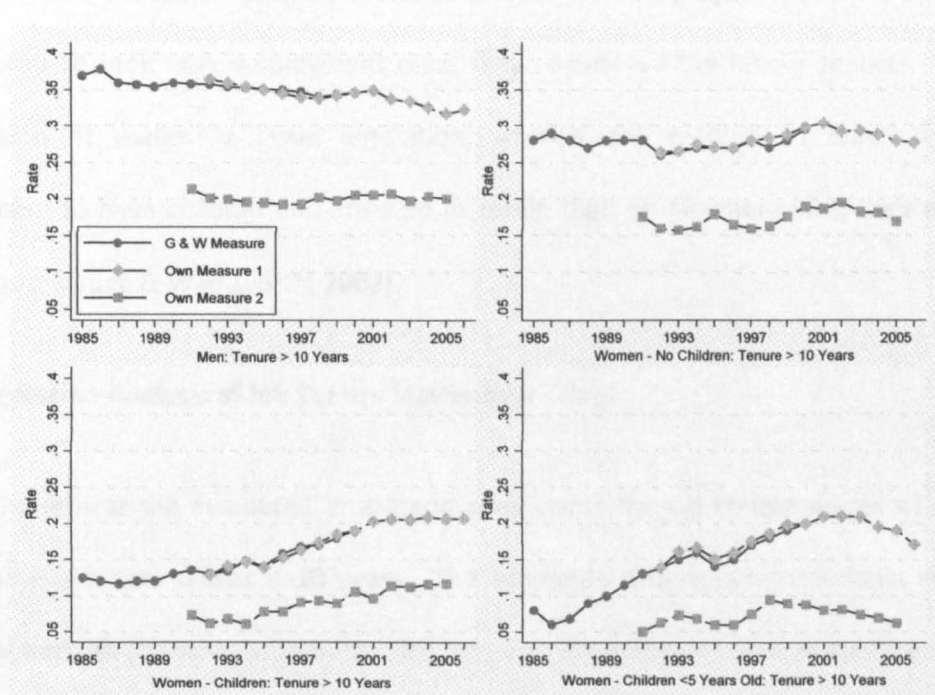 .4
.35
.3
.25
.2
.15
.1
.05
Rate
G & W Measure
Own Measure 1
Own Measure 2
1985 1989 1993 1997 2001 2005
Men: Tenure > 10 Years
.4
.35
.3
.25
.2
.15
.1
.05
Rate
1985 1989 1993 1997 2001 2005
Women - No Children: Tenure > 10 Years
.4
.35
.3
.25
.2
.15
.1
.05
Rate
1985 1989 1993 1997 2001 2005
Women - Children: Tenure > 10 Years
.4
.35
.3
.25
.2
.15
.1
.05
Rate
1985 1989 1993 1997 2001 2005
Women - Children <5 Years Old: Tenure > 10 Years